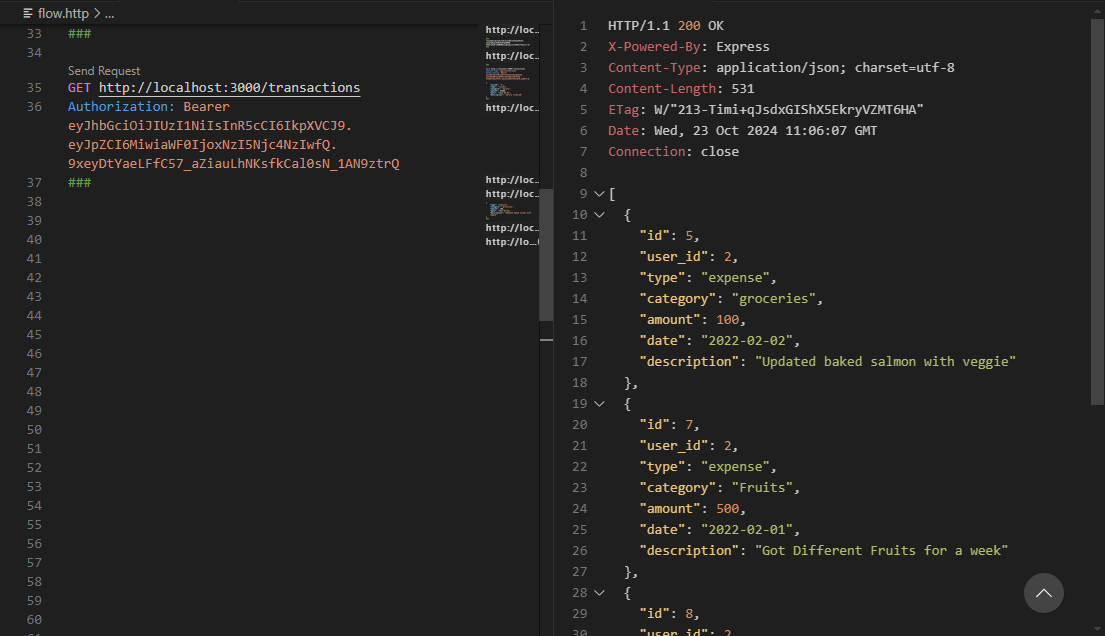 flow.http > ...
33 ###
34
Send Request
35 GET http://localhost:3000/transactions
36 Authorization: Bearer
eyJhbGciOiJIUzI1NiIsInR5cCI6IkpXVCJ9.
eyJpZCI6MiwiaWF0IjoxNzI5Njc4NzIwfQ.
9xeyDtYaeLFfC57_aZiauLhNKsfkCal0sN_1AN9ztrQ
37 ###
38
39
40
41
42
43
44
45
46
47
48
49
50
51
52
53
54
55
56
57
58
59
60
http://loc...
http://loc...
http://loc...
http://loc...
http://loc...
http://loc...
http://lo...
1 HTTP/1.1 200 OK
2 X-Powered-By: Express
3 Content-Type: application/json; charset=utf-8
4 Content-Length: 531
5 ETag: W/"213-Timi+qJsdxGIShX5EkryVZMT6HA"
6 Date: Wed, 23 Oct 2024 11:06:07 GMT
7 Connection: close
8
9 [
10 {
11 "id": 5,
12 "user_id": 2,
13 "type": "expense",
14 "category": "groceries",
15 "amount": 100,
16 "date": "2022-02-02",
17 "description": "Updated baked salmon with veggie"
18 },
19 {
20 "id": 7,
21 "user_id": 2,
22 "type": "expense",
23 "category": "Fruits",
24 "amount": 500,
25 "date": "2022-02-01",
26 "description": "Got Different Fruits for a week"
27 },
28 {
29 "id": 8,
30 "user_id": 2